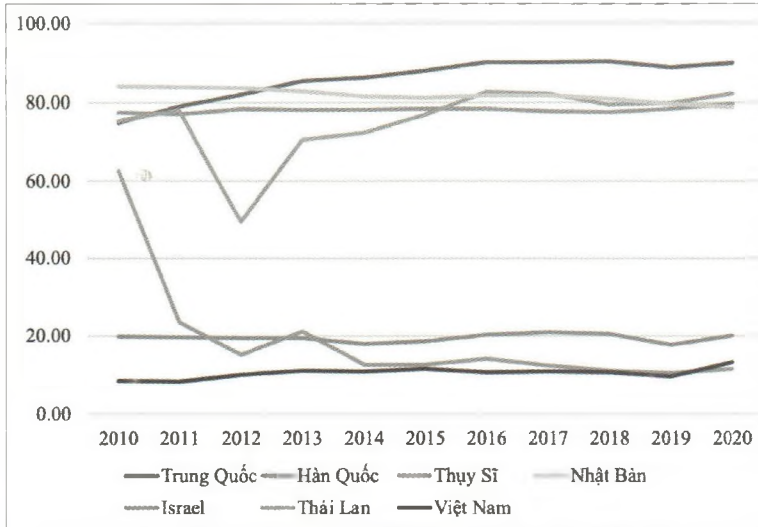 100.00
80.00
60.00
40.00
20.00
0.00
2010 2011 2012 2013 2014 2015 2016 2017 2018 2019 2020
Trung Quốc Hàn Quốc Thụy Sĩ Nhật Bản
Israel Thái Lan Việt Nam